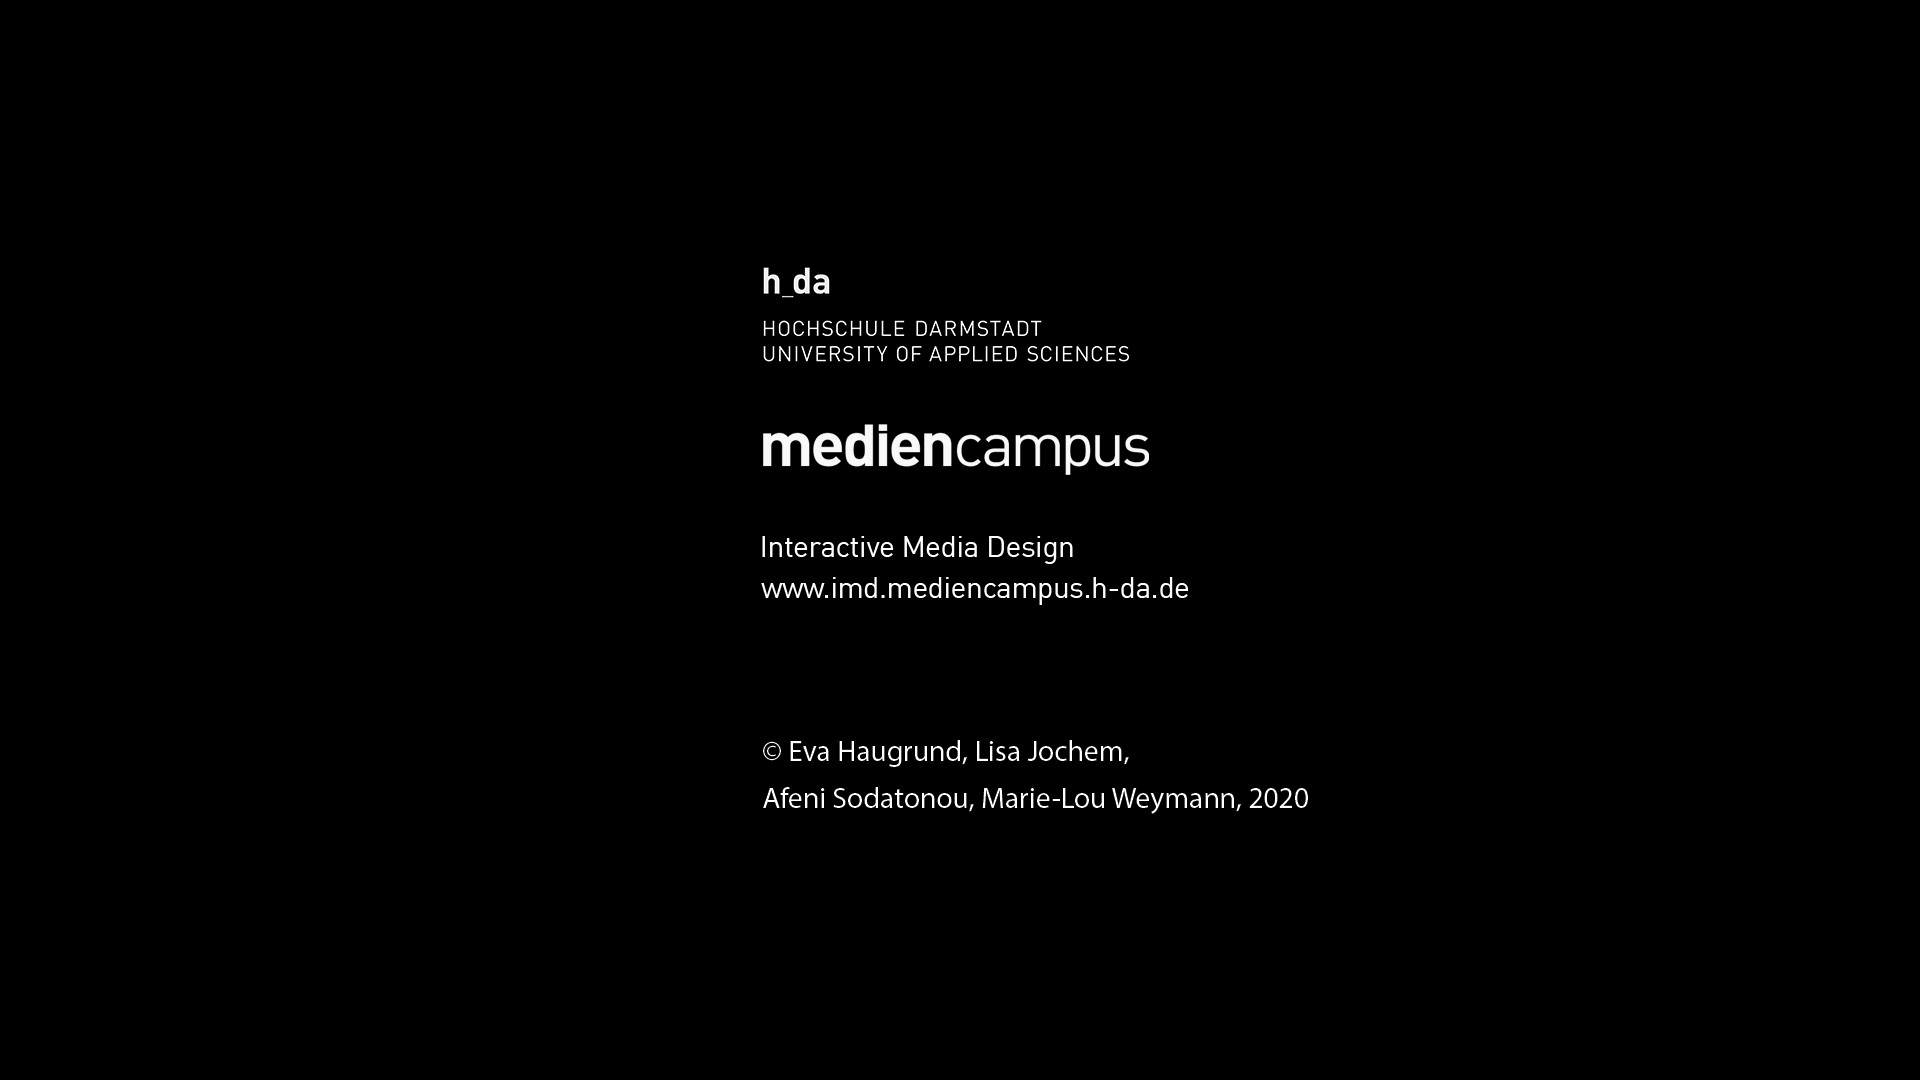 h_da
HOCHSCHULE DARMSTADT
UNIVERSITY OF APPLIED SCIENCES
mediencampus
Interactive Media Design
www.imd.mediencampus.h-da.de
© Eva Haugrund, Lisa Jochem,
Afeni Sodatonou, Marie-Lou Weymann, 2020